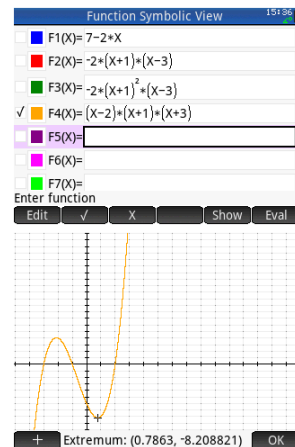 Function Symbolic View 15:36
F1(X)= 7-2*X
F2(X)= -2*(X+1)*(X-3)
F3(X)= -2*(X+1)²*(X-3)
√ F4(X)= (X-2)*(X+1)*(X+3)
F5(X)=
F6(X)=
F7(X)=
Enter function
Edit √ X Show Eval
+ Extremum: (0.7863, -8.208821) OK